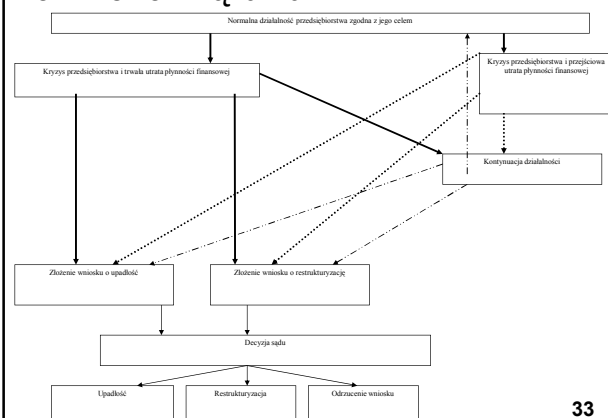 Normalna działalność przedsiębiorstwa zgodna z jego celem
Kryzys przedsiębiorstwa i trwała utrata płynności finansowej
Kryzys przedsiębiorstwa i przejściowa
utrata płynności finansowej
Kontynuacja działalności
Złożenie wniosku o upadłość
Złożenie wniosku o restrukturyzację
Decyzja sądu
Upadłość
Restrukturyzacja
Odrzucenie wniosku
33